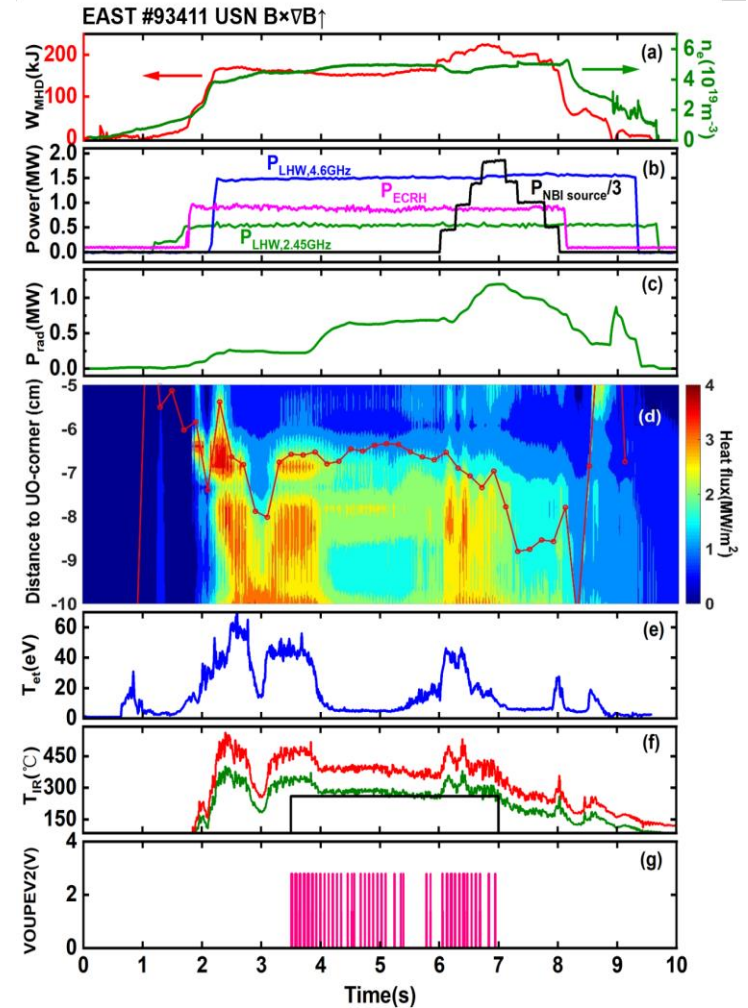 EAST #93411 USN B×∇B↑
(a)
W_MHD(kJ)
200
100
0
6
4
2
0
n_e(10^19m^-3)
(b)
Power(MW)
2.0
1.5
1.0
0.5
0.0
P_LHW,4.6GHz
P_ECRH
P_NBI source/3
P_LHW,2.45GHz
(c)
P_rad(MW)
1.0
0.5
0.0
(d)
Distance to UO-corner (cm)
-5
-6
-7
-8
-9
-10
4
3
2
1
0
Heat flux(MW/m^2)
(e)
T_et(eV)
60
40
20
0
(f)
T_IR(℃)
450
300
150
(g)
VOUPEV2(V)
4
2
0
0 1 2 3 4 5 6 7 8 9 10
Time(s)